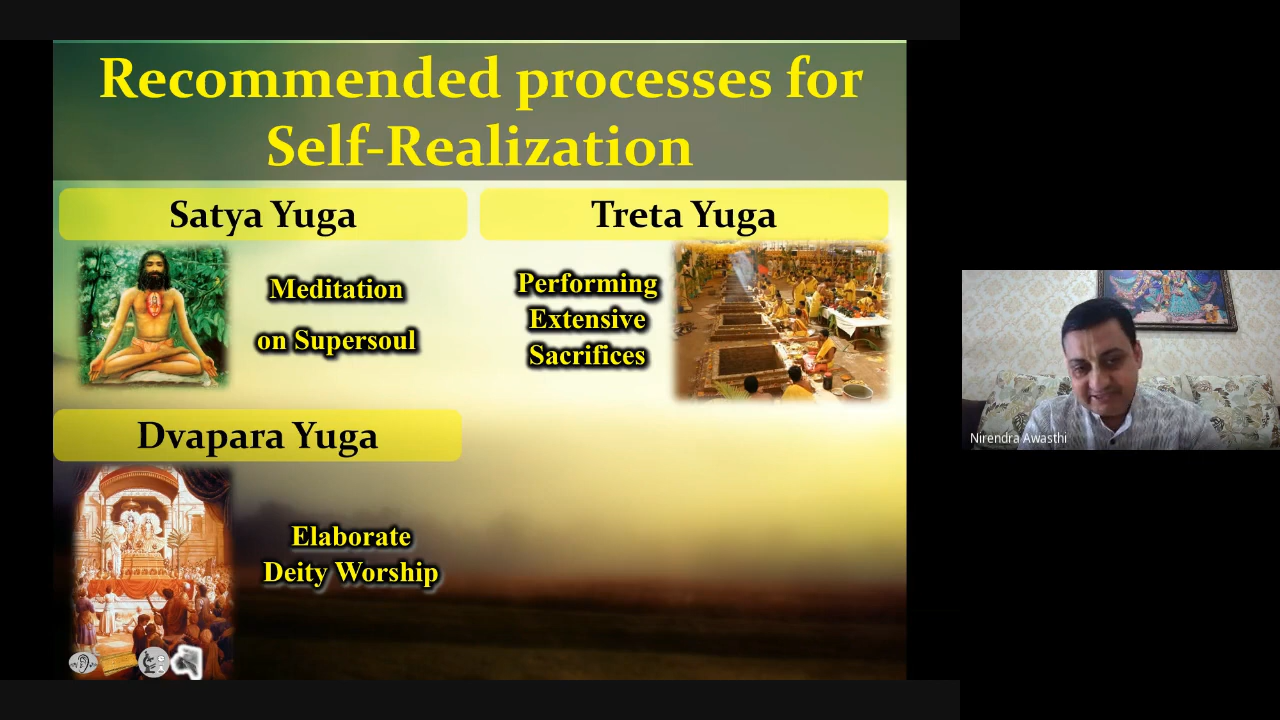 Recommended processes for
Self-Realization
Satya Yuga
Meditation
on Supersoul
Treta Yuga
Performing
Extensive
Sacrifices
Dvapara Yuga
Elaborate
Deity Worship
Nirendra Awasthi